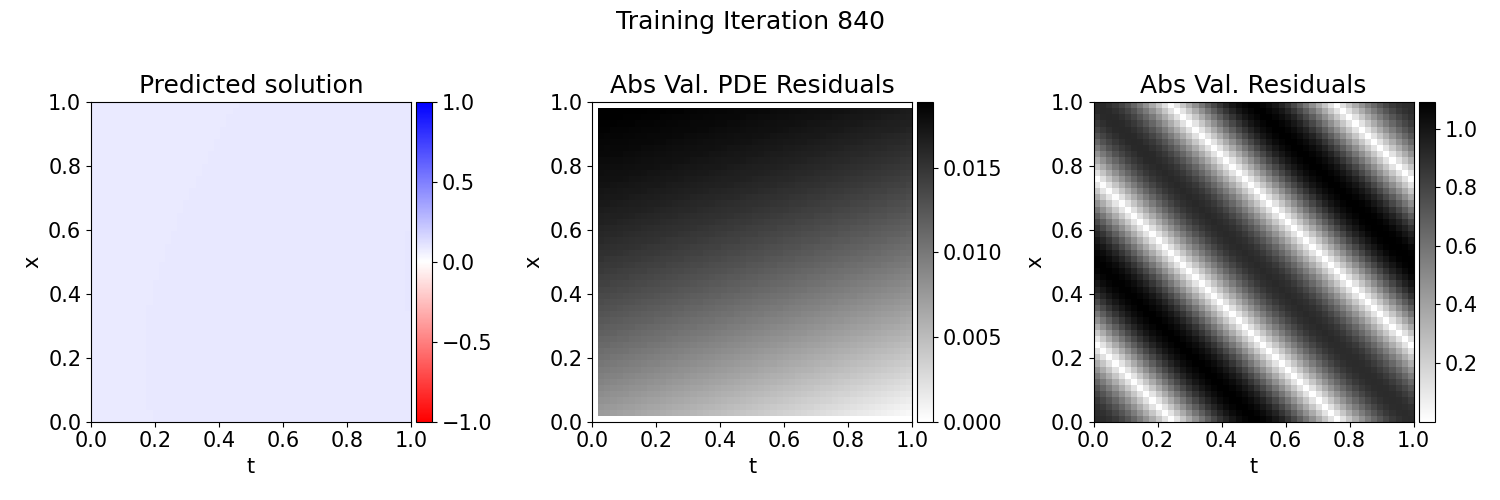 Training Iteration 840
Predicted solution
1.0
0.8
0.6
0.4
0.2
0.0
x
0.0 0.2 0.4 0.6 0.8 1.0
t
1.0
0.5
0.0
−0.5
−1.0
Abs Val. PDE Residuals
1.0
0.8
0.6
0.4
0.2
0.0
x
0.0 0.2 0.4 0.6 0.8 1.0
t
0.015
0.010
0.005
0.000
Abs Val. Residuals
1.0
0.8
0.6
0.4
0.2
0.0
x
0.0 0.2 0.4 0.6 0.8 1.0
t
1.0
0.8
0.6
0.4
0.2